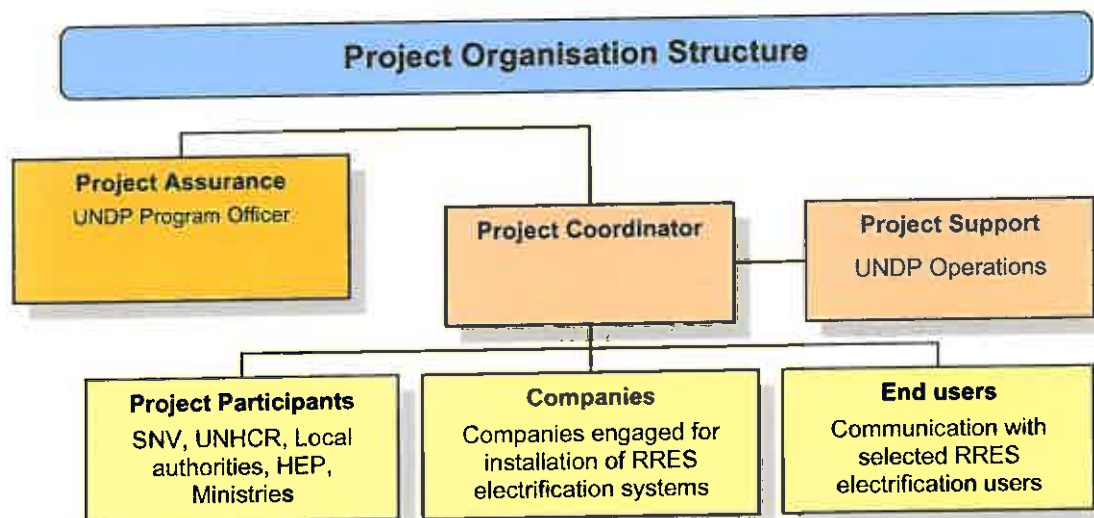 Project Organisation Structure
Project Assurance
UNDP Program Officer
Project Coordinator
Project Support
UNDP Operations
Project Participants
SNV, UNHCR, Local
authorities, HEP,
Ministries
Companies
Companies engaged for
installation of RRES
electrification systems
End users
Communication with
selected RRES
electrification users